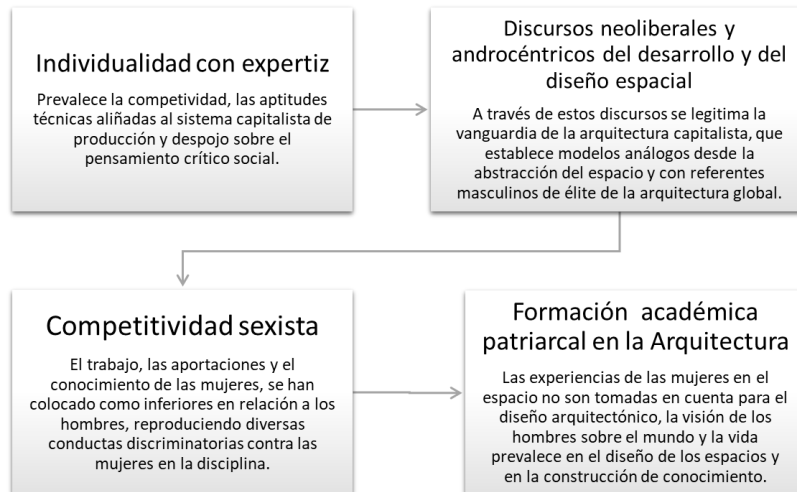 Individualidad con expertiz
Prevalece la competividad, las aptitudes
técnicas aliñadas al sistema capitalista de
producción y despojo sobre el
pensamiento crítico social.
Discursos neoliberales y
androcéntricos del desarrollo y del
diseño espacial
A través de estos discursos se legitima la
vanguardia de la arquitectura capitalista, que
establece modelos análogos desde la
abstracción del espacio y con referentes
masculinos de élite de la arquitectura global.
Competitividad sexista
El trabajo, las aportaciones y el
conocimiento de las mujeres, se han
colocado como inferiores en relación a los
hombres, reproduciendo diversas
conductas discriminatorias contra las
mujeres en la disciplina.
Formación académica
patriarcal en la Arquitectura
Las experiencias de las mujeres en el
espacio no son tomadas en cuenta para el
diseño arquitectónico, la visión de los
hombres sobre el mundo y la vida
prevalece en el diseño de los espacios y
en la construcción de conocimiento.